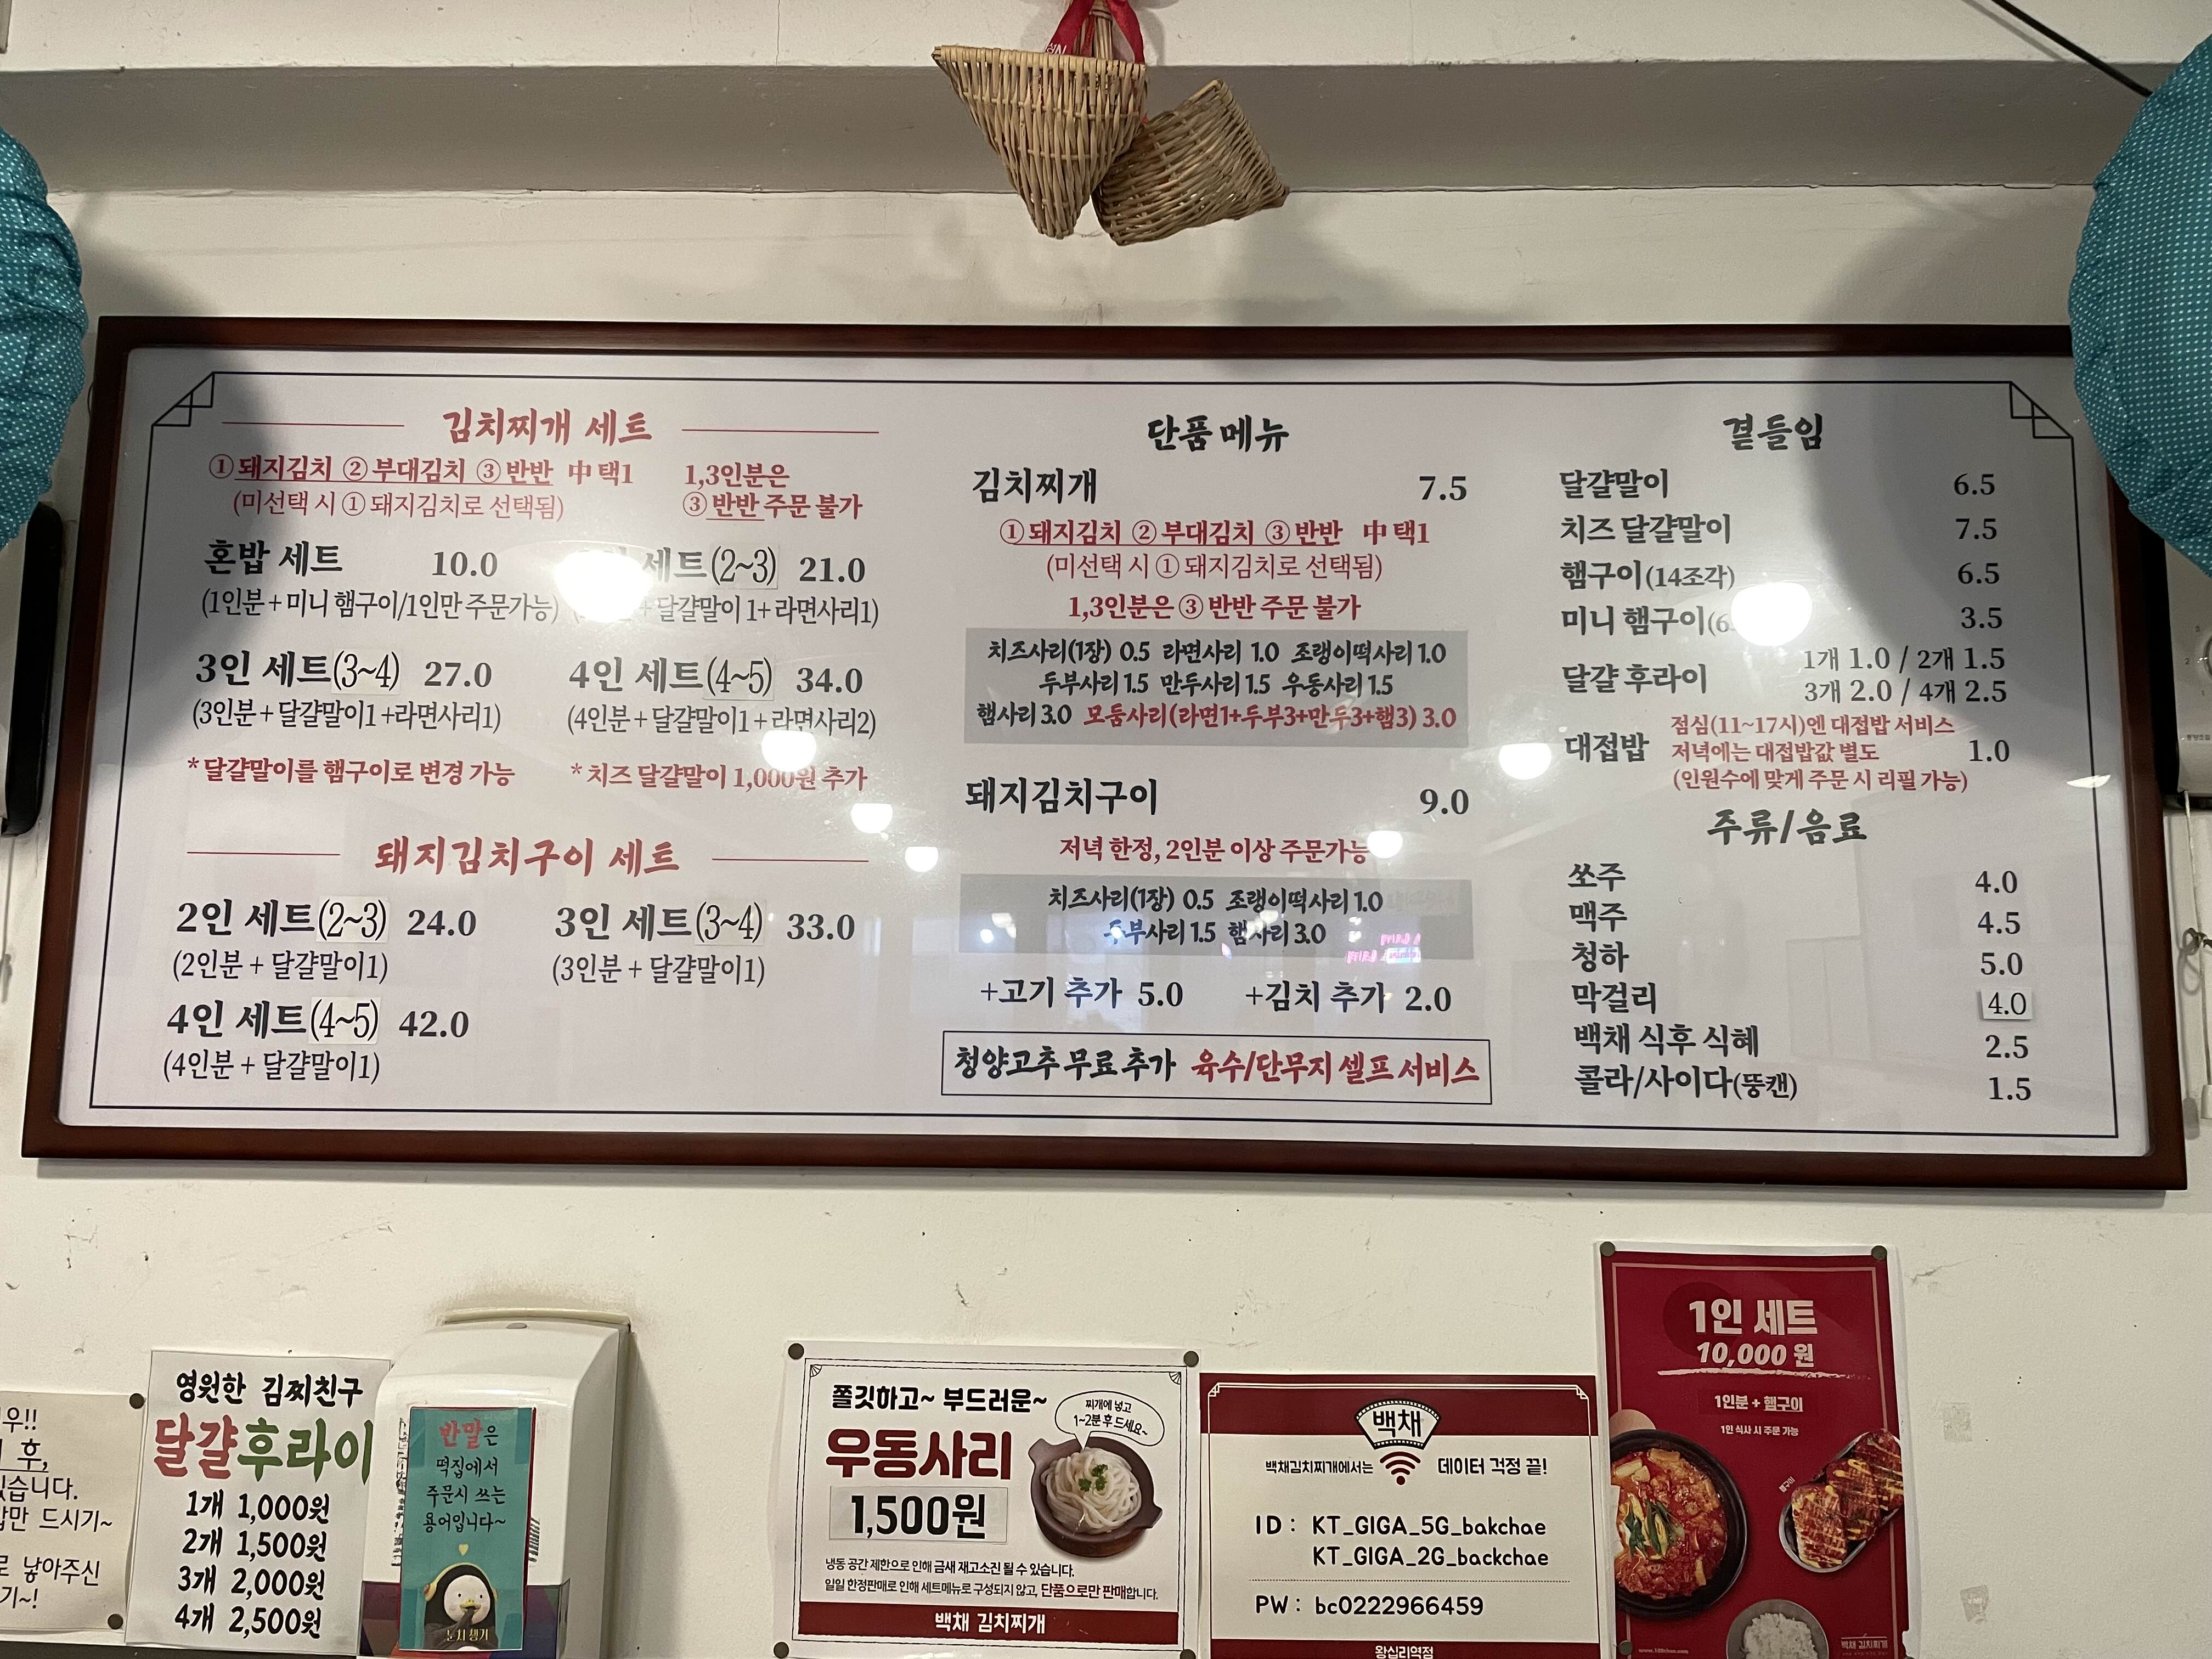 김치찌개 세트
①돼지김치 ②부대김치 ③반반 中 택1
(미선택 시 ① 돼지김치로 선택됨)
1,3인분은
③반반 주문 불가
혼밥 세트 10.0
(1인분+미니 햄구이/1인만 주문가능)
세트(2~3) 21.0
+달걀말이 1+라면사리1)
3인 세트(3~4) 27.0
(3인분+달걀말이1+라면사리1)
4인 세트(4~5) 34.0
(4인분+달걀말이1+라면사리2)
*달걀말이를 햄구이로 변경 가능
*치즈 달걀말이 1,000원 추가
돼지김치구이 세트
2인 세트(2~3) 24.0
(2인분 + 달걀말이1)
3인 세트(3~4) 33.0
(3인분 + 달걀말이1)
4인 세트(4~5) 42.0
(4인분 + 달걀말이1)
단품 메뉴
김치찌개 7.5
①돼지김치 ②부대김치 ③반반 中 택1
(미선택 시 ① 돼지김치로 선택됨)
1,3인분은 ③ 반반 주문 불가
치즈사리(1장) 0.5 라면사리 1.0 조랭이떡사리 1.0
두부사리 1.5 만두사리 1.5 우동사리 1.5
햄사리 3.0 모둠사리(라면1+두부3+만두3+햄3) 3.0
돼지김치구이 9.0
저녁 한정, 2인분 이상 주문가능
치즈사리(1장) 0.5 조랭이떡사리 1.0
두부사리 1.5 햄사리 3.0
+고기 추가 5.0 +김치 추가 2.0
청양고추 무료 추가 육수/단무지 셀프 서비스
곁들임
달걀말이 6.5
치즈 달걀말이 7.5
햄구이(14조각) 6.5
미니 햄구이(6 3.5
달걀 후라이 1개 1.0 / 2개 1.5
3개 2.0 / 4개 2.5
대접밥 점심(11~17시)엔 대접밥 서비스
저녁에는 대접밥값 별도
(인원수에 맞게 주문 시 리필 가능) 1.0
주류/음료
쏘주 4.0
맥주 4.5
청하 5.0
막걸리 4.0
백채 식후 식혜 2.5
콜라/사이다(뚱캔) 1.5
우!!
후,
있습니다.
만 드시기~
로 낳아주신
기~!
영원한 김찌친구
달걀후라이
1개 1,000원
2개 1,500원
3개 2,000원
4개 2,500원
반말은
떡집에서
주문시 쓰는
용어입니다~
눈치 챙겨
쫄깃하고~ 부드러운~
찌개에 넣고
1~2분 후 드세요~
우동사리
1,500원
냉동 공간 제한으로 인해 금새 재고소진 될 수 있습니다.
일일 한정판매로 인해 세트메뉴로 구성되지 않고, 단품으로만 판매합니다.
백채 김치찌개
백채
백채김치찌개에서는 데이터 걱정 끝!
ID : KT_GIGA_5G_bakchae
KT_GIGA_2G_backchae
PW : bc0222966459
왕십리역점
1인 세트
10,000 원
1인분 + 햄구이
1인 식사 시 주문 가능
햄구이
백채 김치찌개